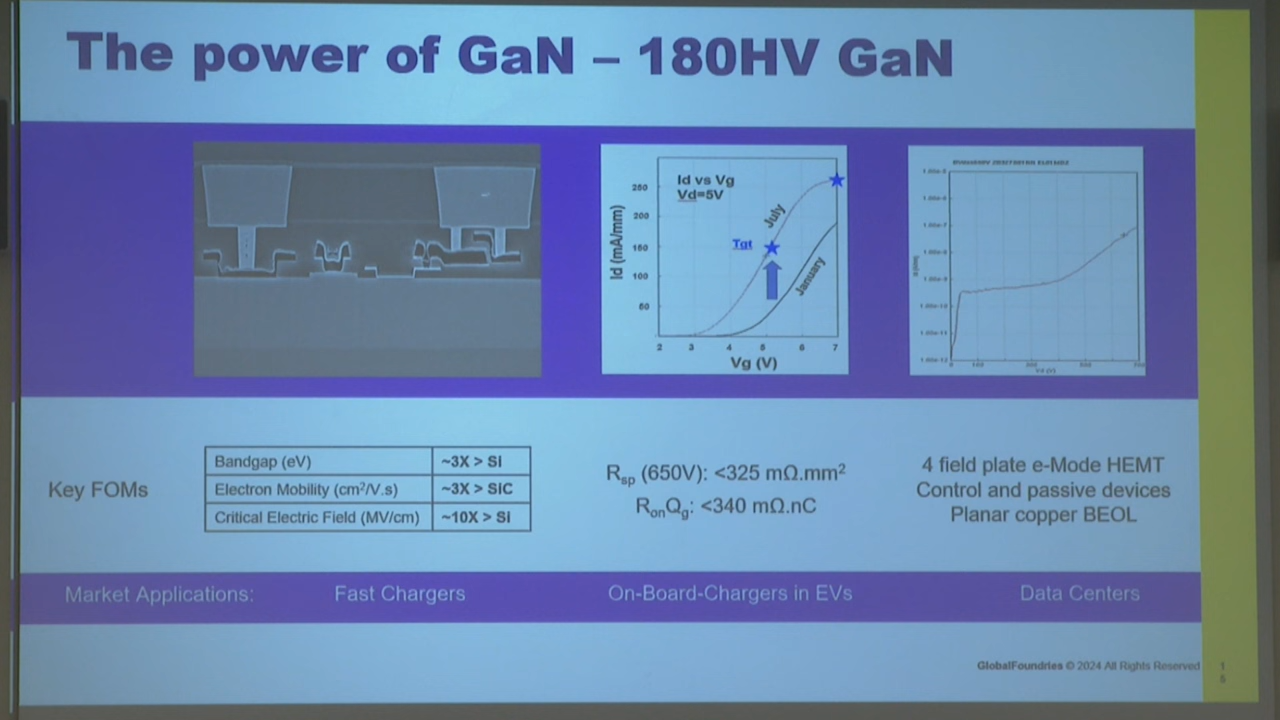 The power of GaN – 180HV GaN
Id vs Vg
Vd=5V
Id (mA/mm)
250
200
150
100
50
Tgt
July
January
2 3 4 5 6 7
Vg (V)
Key FOMs
Bandgap (eV) ~3X > Si
Electron Mobility (cm²/V.s) ~3X > SiC
Critical Electric Field (MV/cm) ~10X > Si
Rsp (650V): <325 mΩ.mm²
RonQg: <340 mΩ.nC
4 field plate e-Mode HEMT
Control and passive devices
Planar copper BEOL
Market Applications: Fast Chargers On-Board-Chargers in EVs Data Centers
GlobalFoundries © 2024 All Rights Reserved